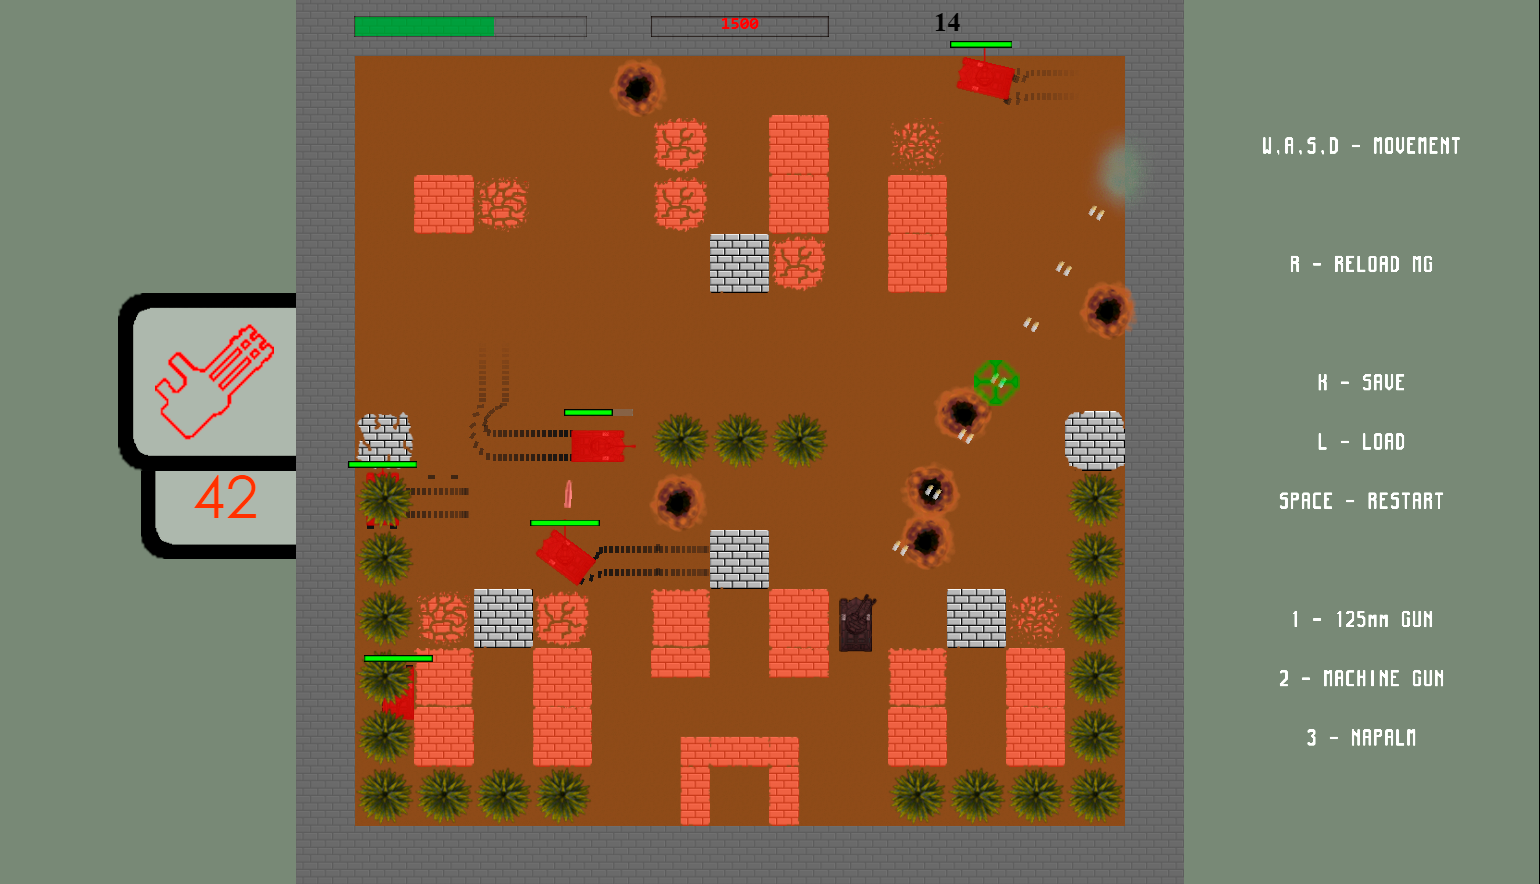 1500
14
W,A,S,D - MOVEMENT
R - RELOAD MG
K - SAVE
L - LOAD
42
SPACE - RESTART
1 - 125mm GUN
2 - MACHINE GUN
3 - NAPALM